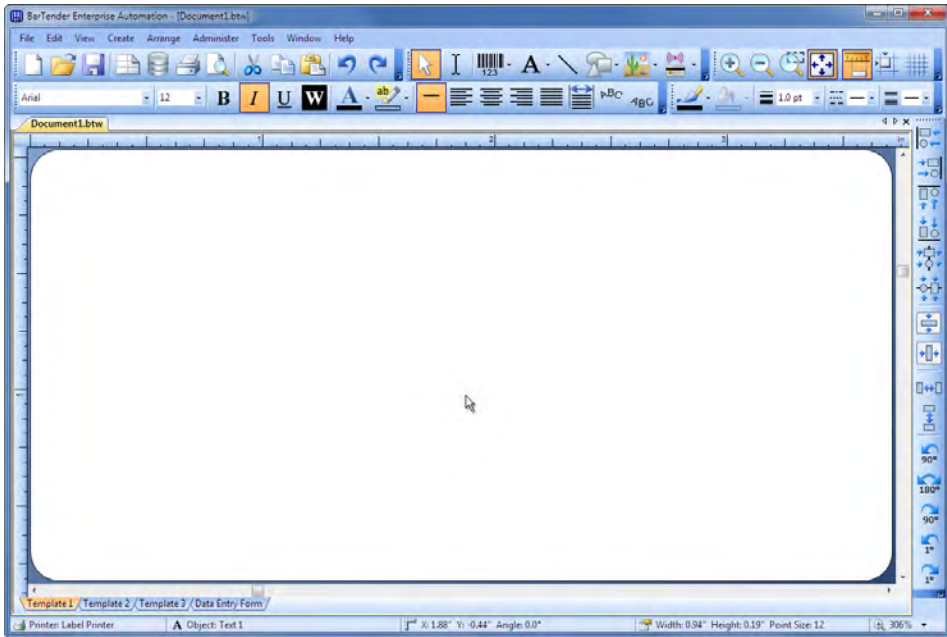 BarTender Enterprise Automation - [Document1.btw]
File Edit View Create Arrange Administer Tools Window Help
123 A
Arial 12 B I U W A ab ABC ABC 1.0 pt
Document1.btw
1 2 3 in
1
90°
180°
90°
1°
1°
Template 1 Template 2 Template 3 Data Entry Form
Printer: Label Printer A Object: Text 1 X: 1.88" Y: -0.44" Angle: 0.0° Width: 0.94" Height: 0.19" Point Size: 12 306%